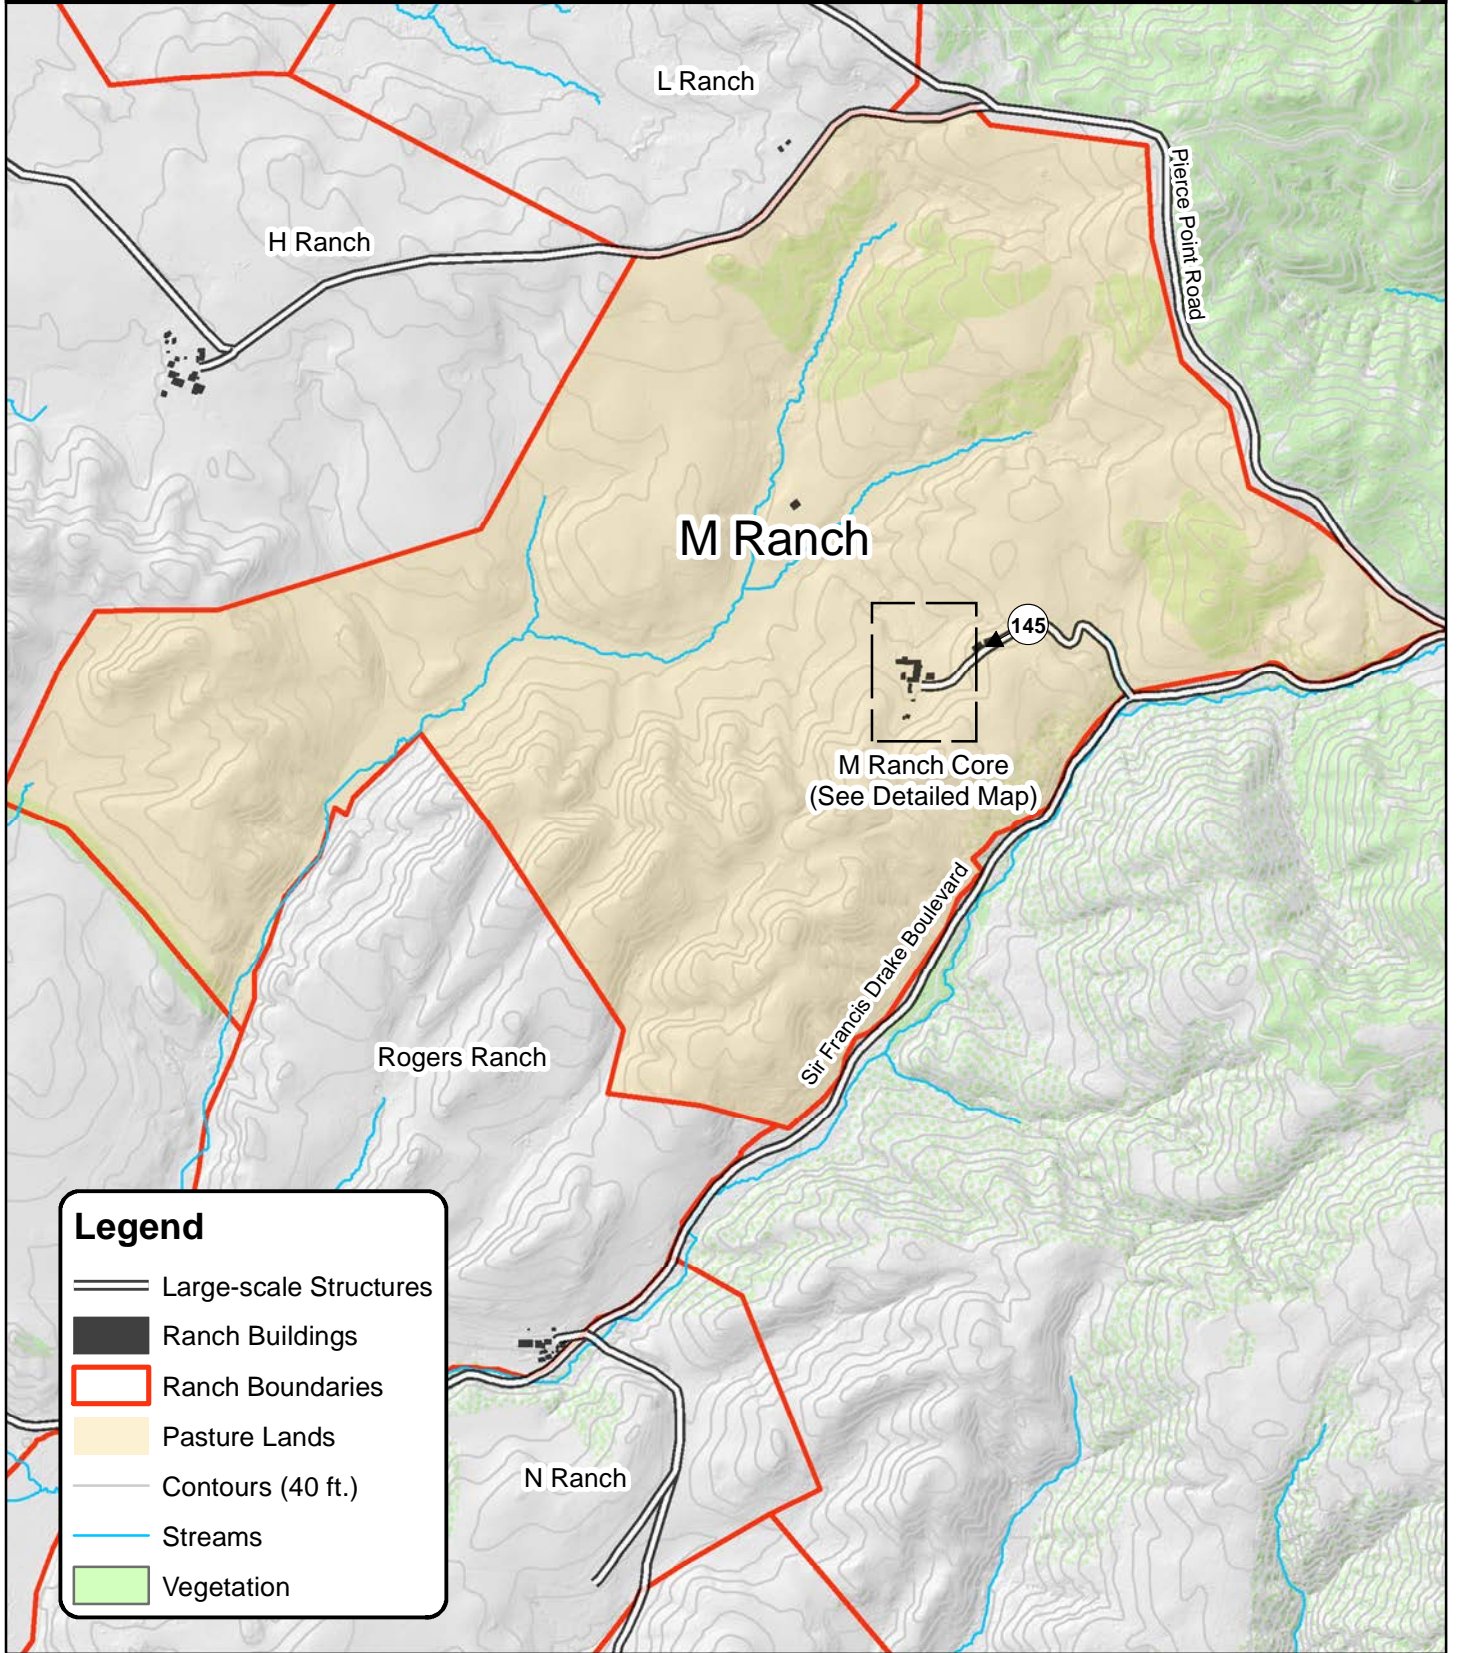 L Ranch
Pierce Point Road
H Ranch
M Ranch
145
M Ranch Core
(See Detailed Map)
Sir Francis Drake Boulevard
Rogers Ranch
Legend
Large-scale Structures
Ranch Buildings
Ranch Boundaries
Pasture Lands
Contours (40 ft.)
Streams
Vegetation
N Ranch